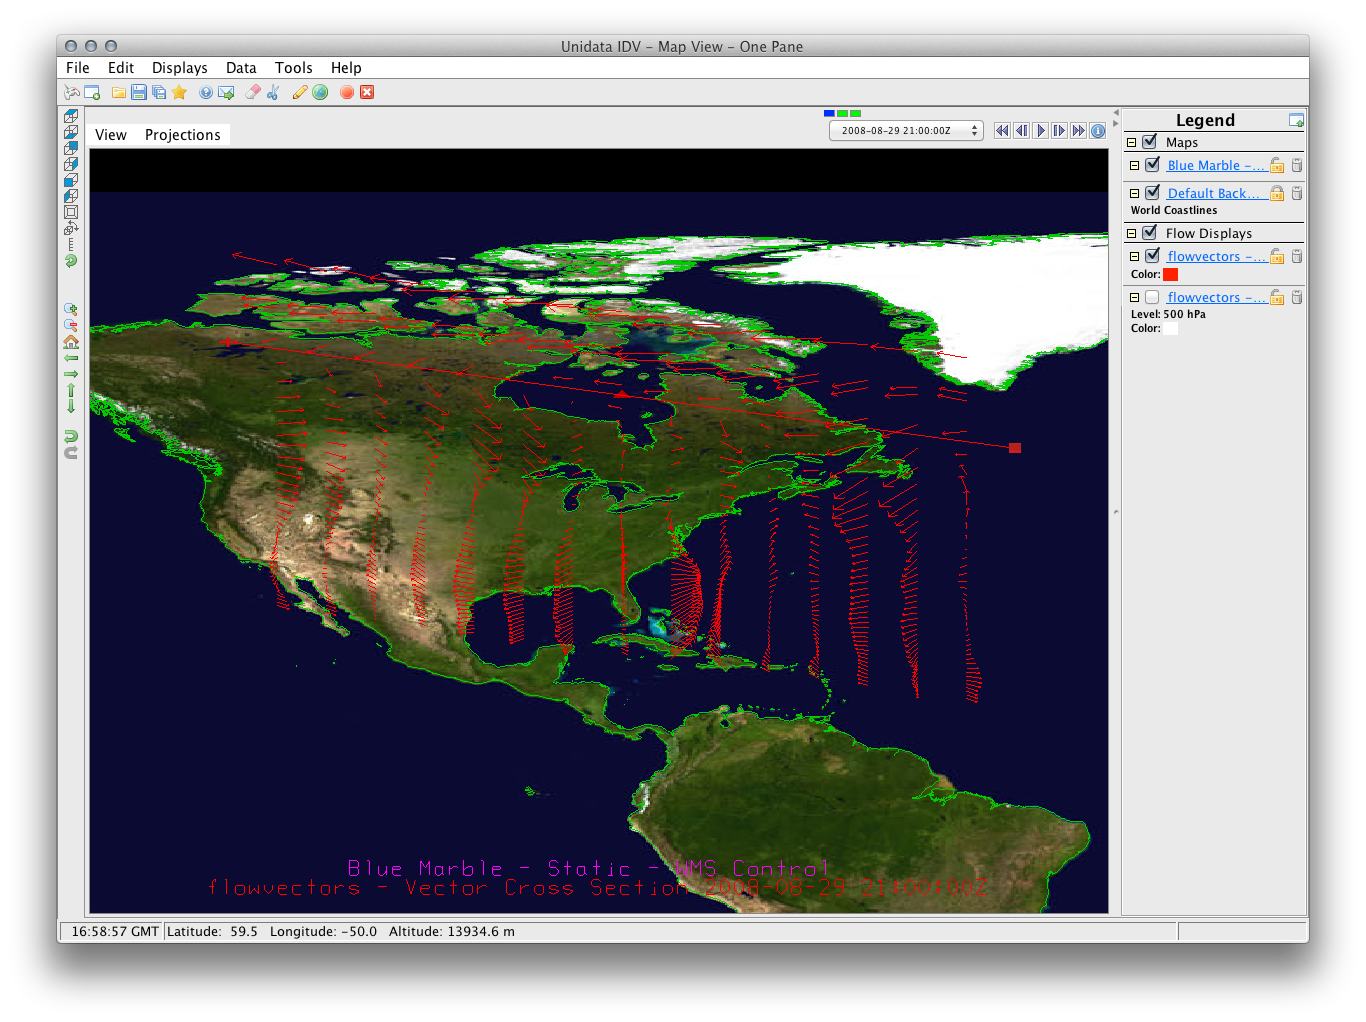 Unidata IDV - Map View - One Pane
File Edit Displays Data Tools Help
View Projections
2008-08-29 21:00:00Z
Legend
Maps
Blue Marble -...
Default Back...
World Coastlines
Flow Displays
flowvectors -...
Color:
flowvectors -...
Level: 500 hPa
Color:
Blue Marble - Static - WMS Control
flowvectors - Vector Cross Section 2008-08-29 21:00:00Z
16:58:57 GMT Latitude: 59.5 Longitude: -50.0 Altitude: 13934.6 m